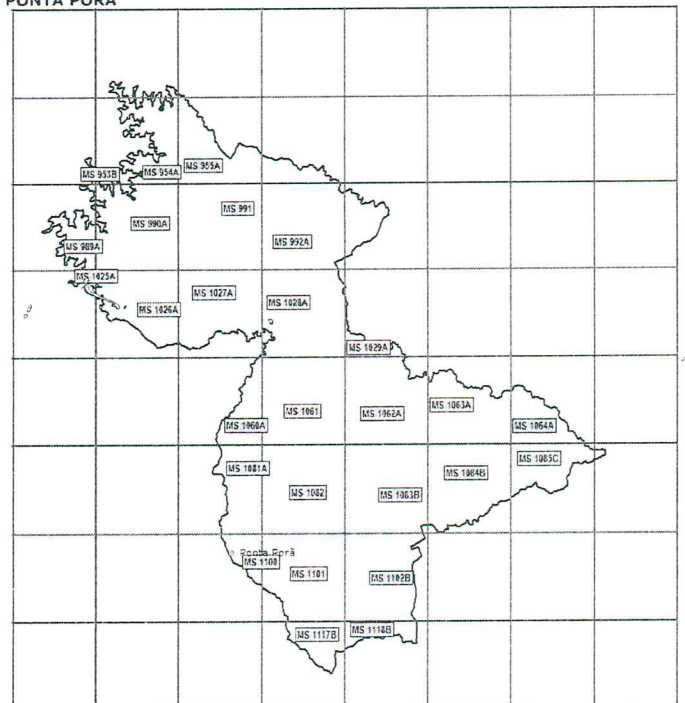 PONTA PORÃ
MS 955A
MS 953B
MS 954A
MS 991
MS 990A
MS 992A
MS 989A
MS 1025A
MS 1027A
MS 1028A
MS 1026A
MS 1029A
MS 1063A
MS 1061
MS 1062A
MS 1060A
MS 1064A
MS 1085C
MS 1081A
MS 1084B
MS 1082
MS 1083B
Ponta Porã
MS 1100
MS 1101
MS 1102B
MS 1117B
MS 1118B